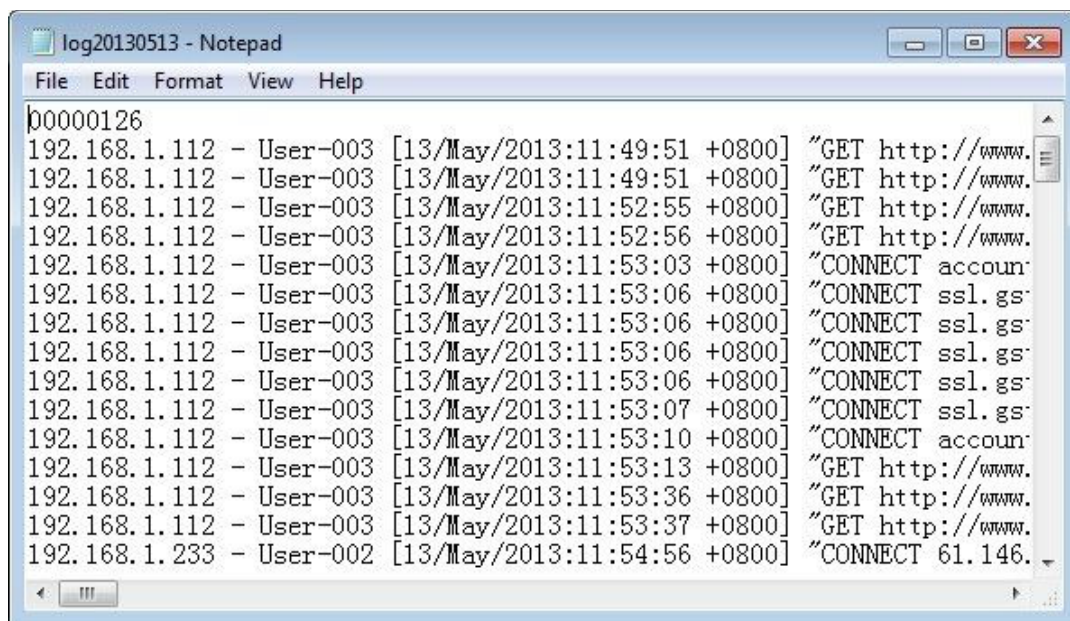 log20130513 - Notepad
File Edit Format View Help
00000126
192.168.1.112 - User-003 [13/May/2013:11:49:51 +0800] "GET http://www.
192.168.1.112 - User-003 [13/May/2013:11:49:51 +0800] "GET http://www.
192.168.1.112 - User-003 [13/May/2013:11:52:55 +0800] "GET http://www.
192.168.1.112 - User-003 [13/May/2013:11:52:56 +0800] "GET http://www.
192.168.1.112 - User-003 [13/May/2013:11:53:03 +0800] "CONNECT accoun
192.168.1.112 - User-003 [13/May/2013:11:53:06 +0800] "CONNECT ssl.gs
192.168.1.112 - User-003 [13/May/2013:11:53:06 +0800] "CONNECT ssl.gs
192.168.1.112 - User-003 [13/May/2013:11:53:06 +0800] "CONNECT ssl.gs
192.168.1.112 - User-003 [13/May/2013:11:53:06 +0800] "CONNECT ssl.gs
192.168.1.112 - User-003 [13/May/2013:11:53:07 +0800] "CONNECT ssl.gs
192.168.1.112 - User-003 [13/May/2013:11:53:10 +0800] "CONNECT accoun
192.168.1.112 - User-003 [13/May/2013:11:53:13 +0800] "GET http://www.
192.168.1.112 - User-003 [13/May/2013:11:53:36 +0800] "GET http://www.
192.168.1.112 - User-003 [13/May/2013:11:53:37 +0800] "GET http://www.
192.168.1.233 - User-002 [13/May/2013:11:54:56 +0800] "CONNECT 61.146.